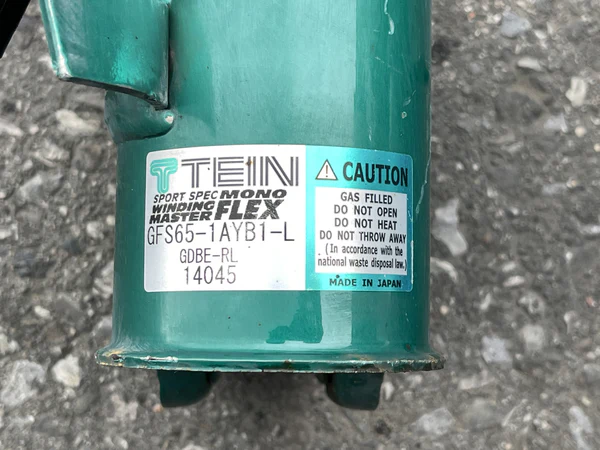 TEIN
SPORT SPEC MONO
WINDING
MASTER FLEX
GFS65-1AYB1-L
GDBE-RL
14045
⚠ CAUTION
GAS FILLED
DO NOT OPEN
DO NOT HEAT
DO NOT THROW AWAY
(In accordance with the
national waste disposal law.)
MADE IN JAPAN